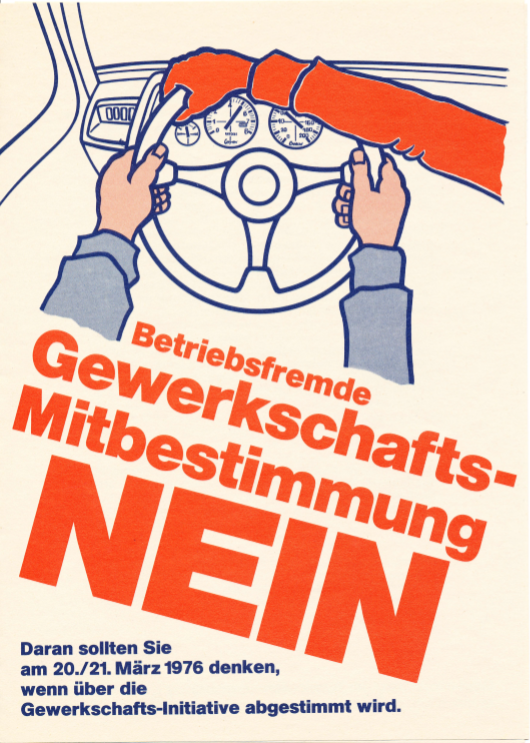 Betriebsfremde
Gewerkschafts-
Mitbestimmung
NEIN
Daran sollten Sie
am 20./21. März 1976 denken,
wenn über die
Gewerkschafts-Initiative abgestimmt wird.